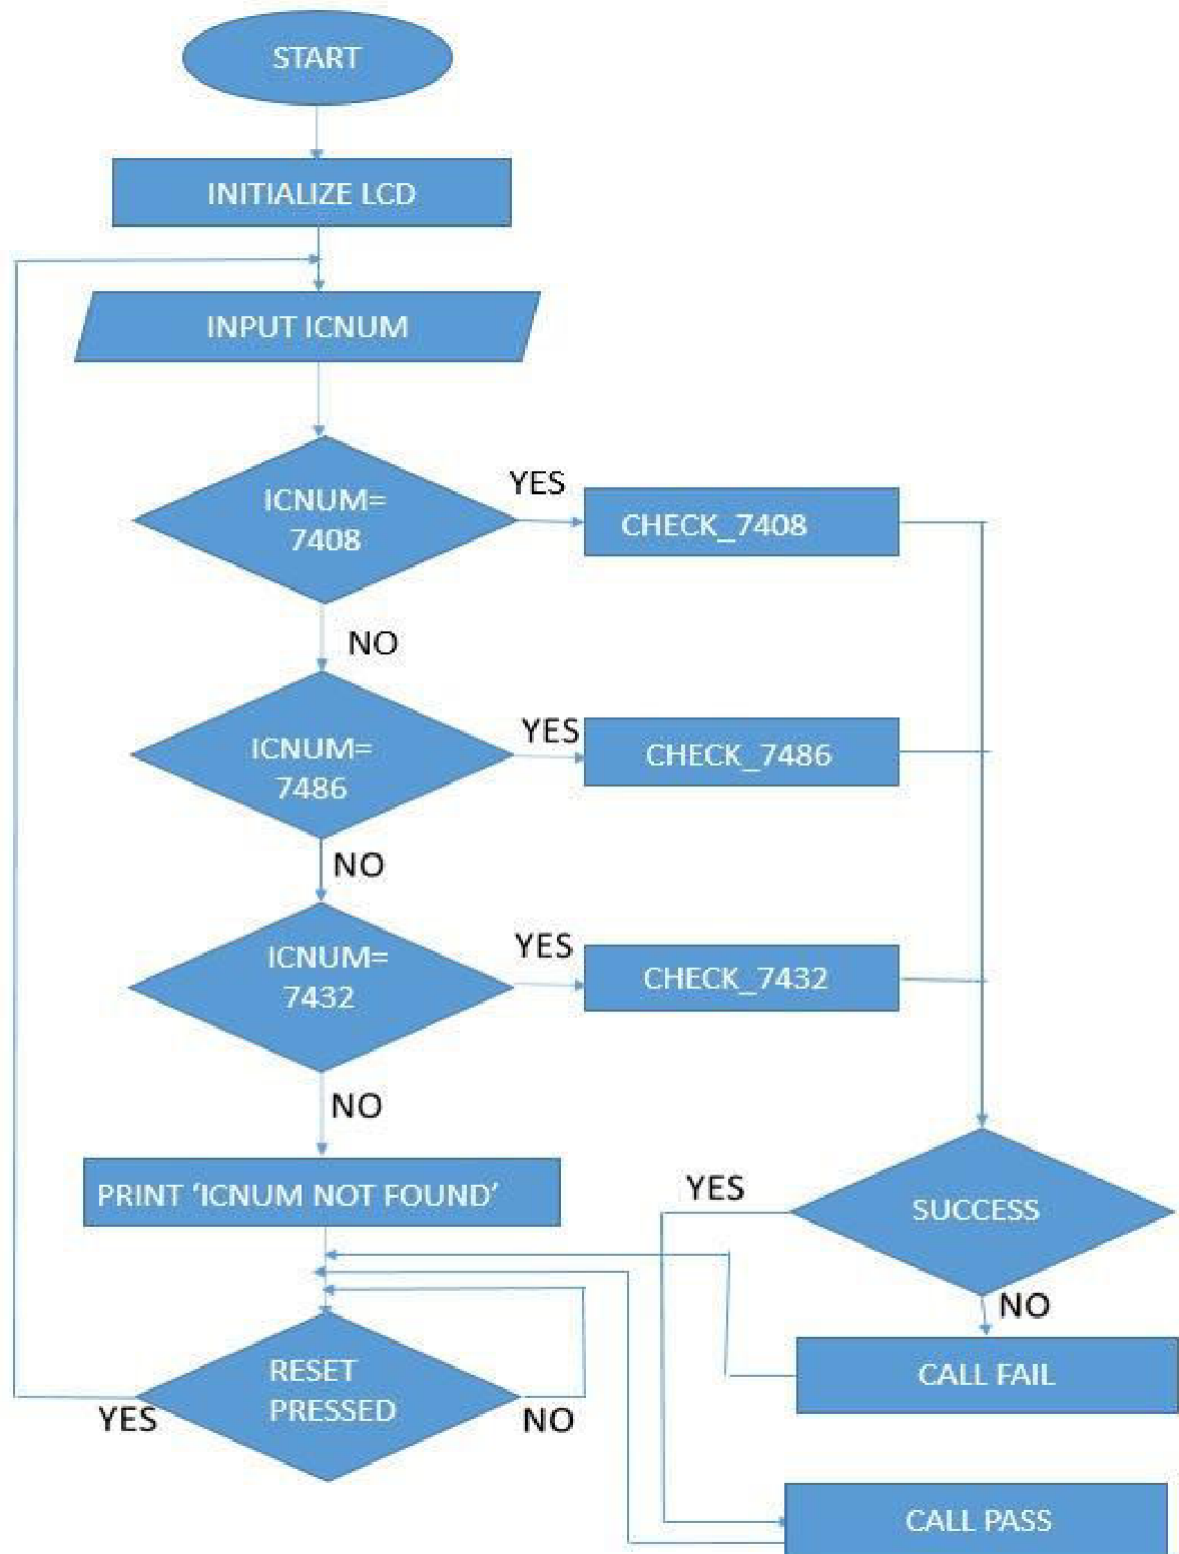 START
INITIALIZE LCD
INPUT ICNUM
ICNUM=
7408
YES
CHECK_7408
NO
ICNUM=
7486
YES
CHECK_7486
NO
ICNUM=
7432
YES
CHECK_7432
NO
PRINT ‘ICNUM NOT FOUND’
YES
SUCCESS
NO
RESET
PRESSED
YES
NO
CALL FAIL
CALL PASS